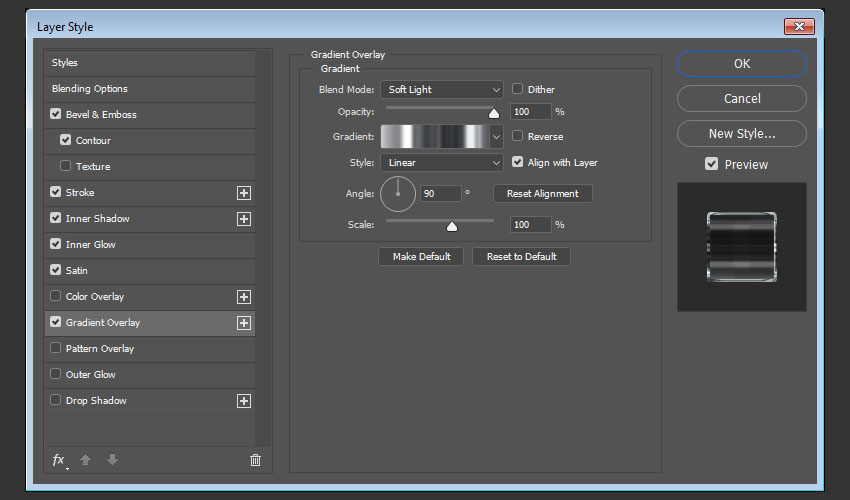 Layer Style
Styles
Blending Options
Bevel & Emboss
Contour
Texture
Stroke
Inner Shadow
Inner Glow
Satin
Color Overlay
Gradient Overlay
Pattern Overlay
Outer Glow
Drop Shadow
fx
Gradient Overlay
Gradient
Blend Mode: Soft Light Dither
Opacity: 100 %
Gradient: Reverse
Style: Linear Align with Layer
Angle: 90 ° Reset Alignment
Scale: 100 %
Make Default Reset to Default
OK
Cancel
New Style...
Preview